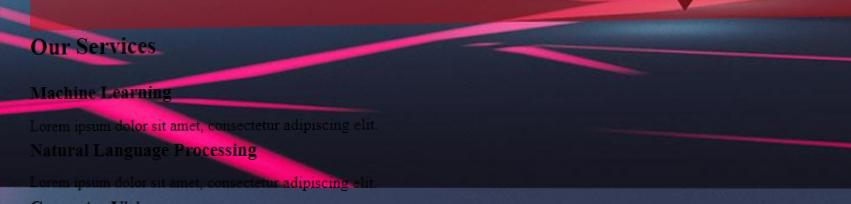 Our Services
Machine Learning
Lorem ipsum dolor sit amet, consectetur adipiscing elit.
Natural Language Processing
Lorem ipsum dolor sit amet, consectetur adipiscing elit.